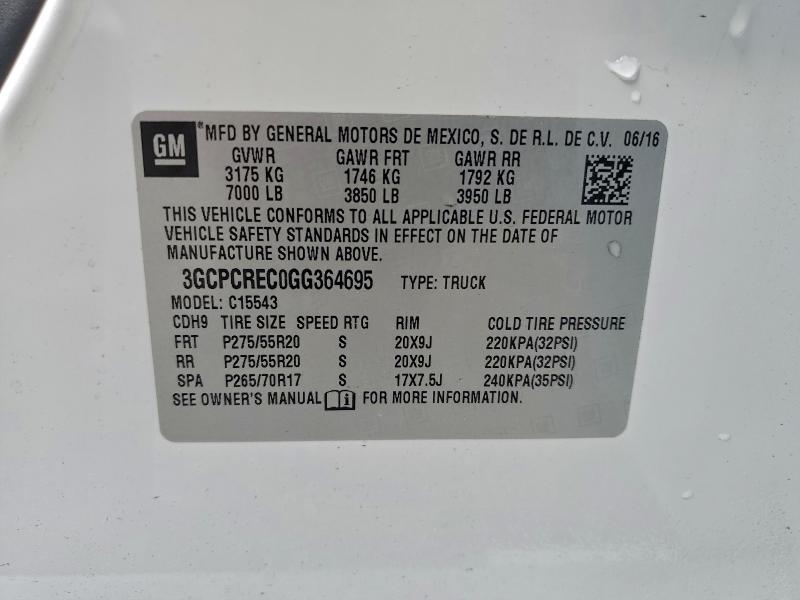 GM ® MFD BY GENERAL MOTORS DE MEXICO, S. DE R.L. DE C.V. 06/16
GVWR GAWR FRT GAWR RR
3175 KG 1746 KG 1792 KG
7000 LB 3850 LB 3950 LB
THIS VEHICLE CONFORMS TO ALL APPLICABLE U.S. FEDERAL MOTOR
VEHICLE SAFETY STANDARDS IN EFFECT ON THE DATE OF
MANUFACTURE SHOWN ABOVE.
3GCPCREC0GG364695 TYPE: TRUCK
MODEL: C15543
CDH9 TIRE SIZE SPEED RTG RIM COLD TIRE PRESSURE
FRT P275/55R20 S 20X9J 220KPA(32PSI)
RR P275/55R20 S 20X9J 220KPA(32PSI)
SPA P265/70R17 S 17X7.5J 240KPA(35PSI)
SEE OWNER'S MANUAL FOR MORE INFORMATION.